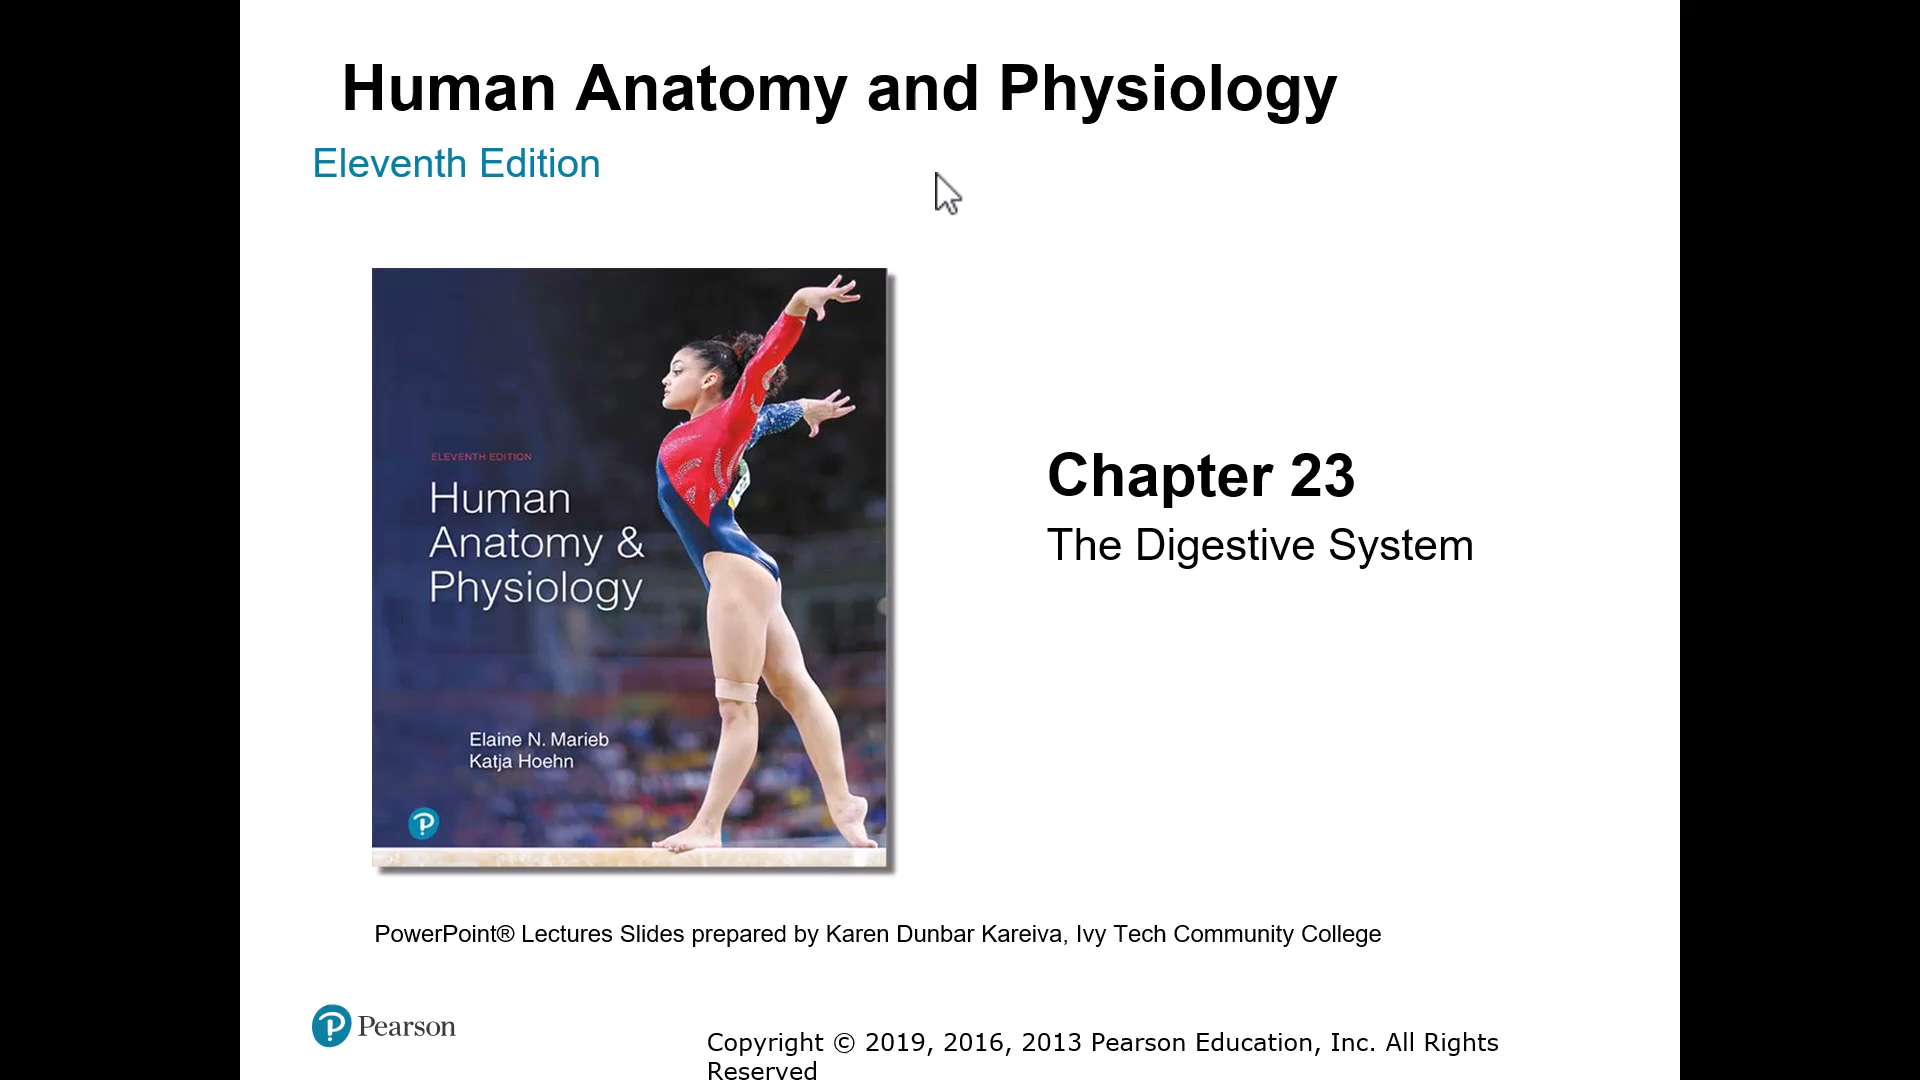 Human Anatomy and Physiology
Eleventh Edition
ELEVENTH EDITION
Human
Anatomy &
Physiology
Elaine N. Marieb
Katja Hoehn
P
Chapter 23
The Digestive System
PowerPoint® Lectures Slides prepared by Karen Dunbar Kareiva, Ivy Tech Community College
P Pearson
Copyright © 2019, 2016, 2013 Pearson Education, Inc. All Rights
Reserved